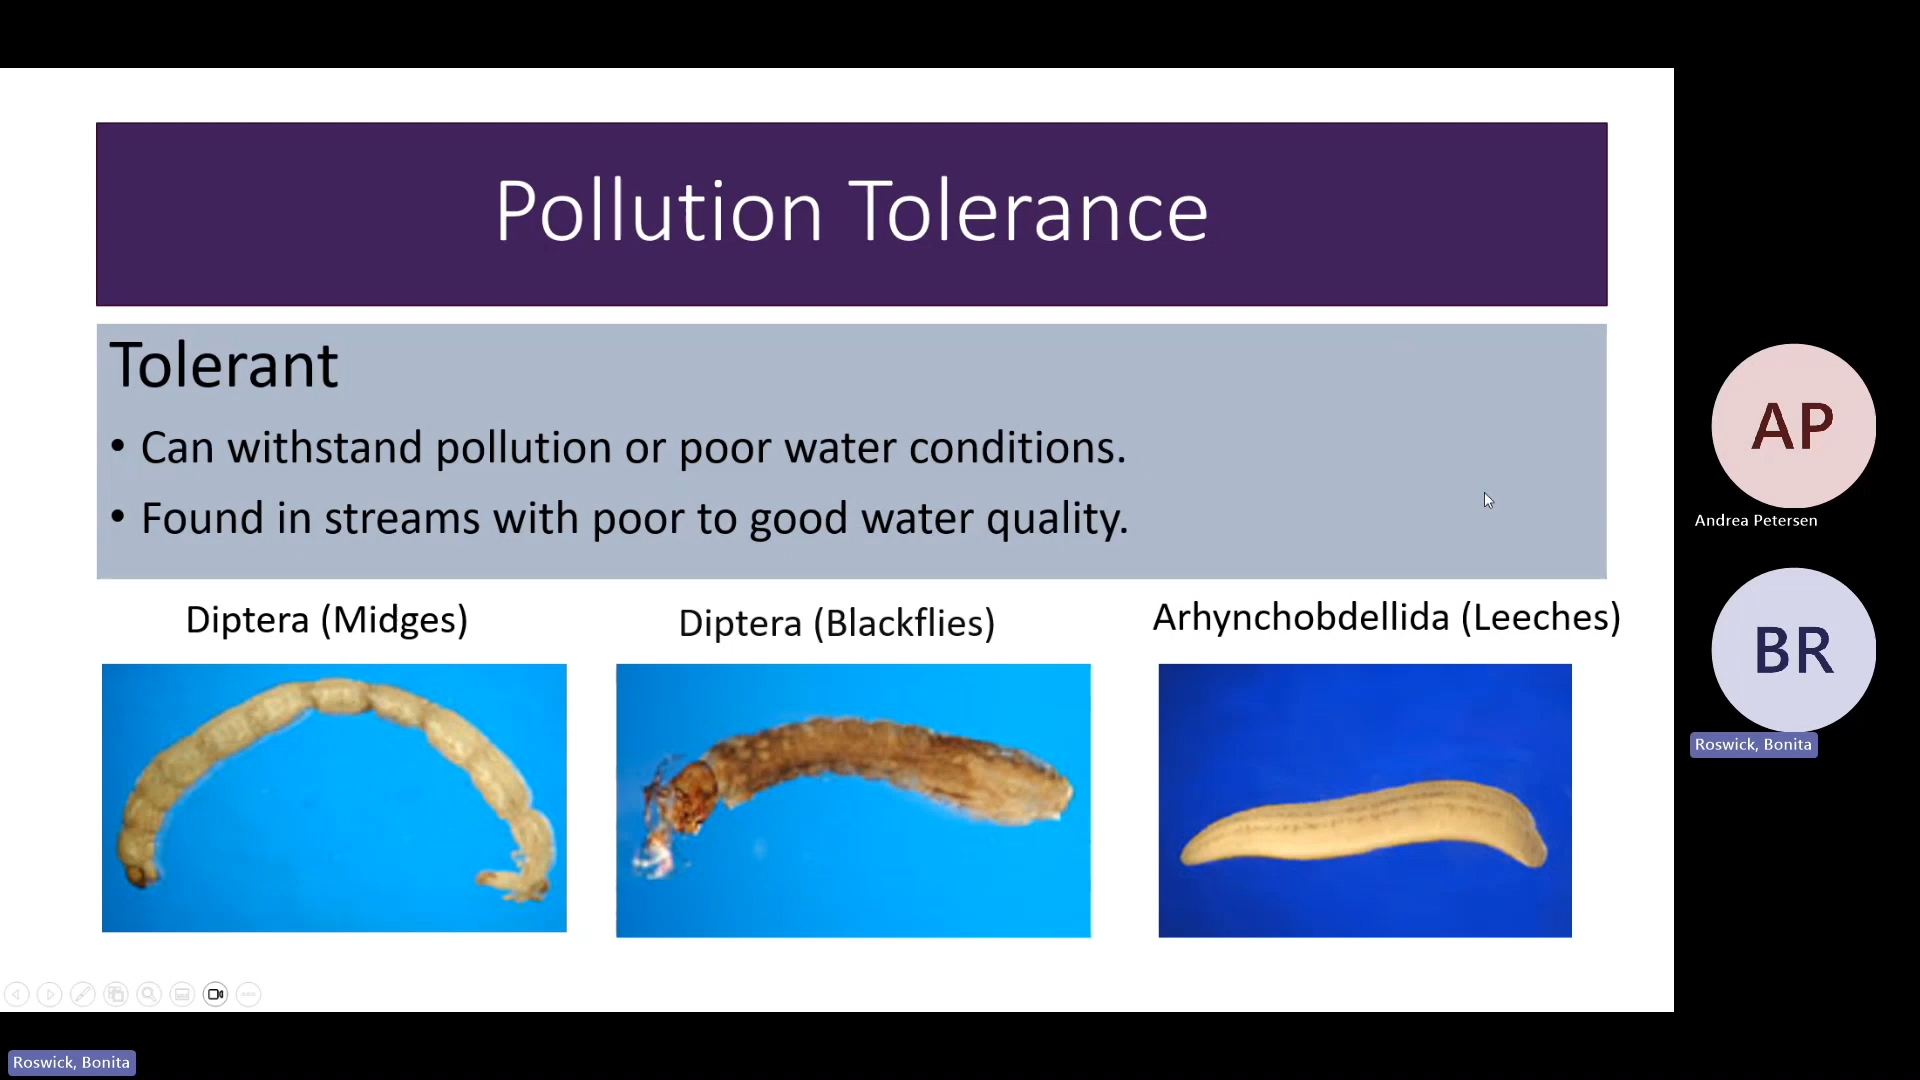 Pollution Tolerance
Tolerant
• Can withstand pollution or poor water conditions.
• Found in streams with poor to good water quality.
Diptera (Midges)
Diptera (Blackflies)
Arhynchobdellida (Leeches)
AP
Andrea Petersen
BR
Roswick, Bonita
Roswick, Bonita